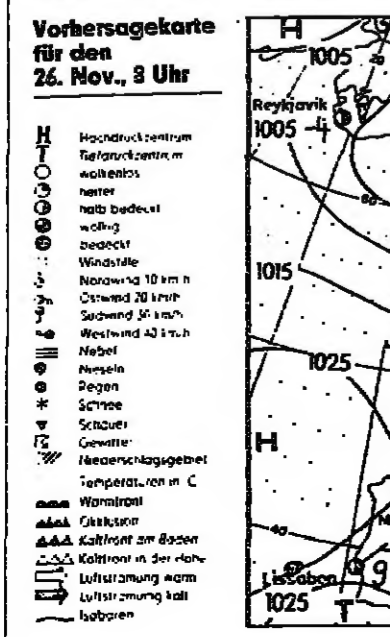 Vorhersagekarte
für den
26. Nov., 8 Uhr
H Hochdruckzentrum
T Tiefdruckzentrum
wolkenlos
heiter
halb bedeckt
wolkig
bedeckt
Windstille
Nordwind 10 km/h
Ostwind 20 km/h
Südwind 30 km/h
Westwind 40 km/h
Nebel
Nieseln
Regen
Schnee
Schauer
Gewitter
Niederschlagsgebiet
Temperaturen in °C
Warmfront
Okklusion
Kaltfront am Boden
Kaltfront in der Höhe
Luftströmung warm
Luftströmung kalt
Isobaren
H
1005
Reykjavik
1005
-4
1015
1025
H
Lissabon
9
1025
T